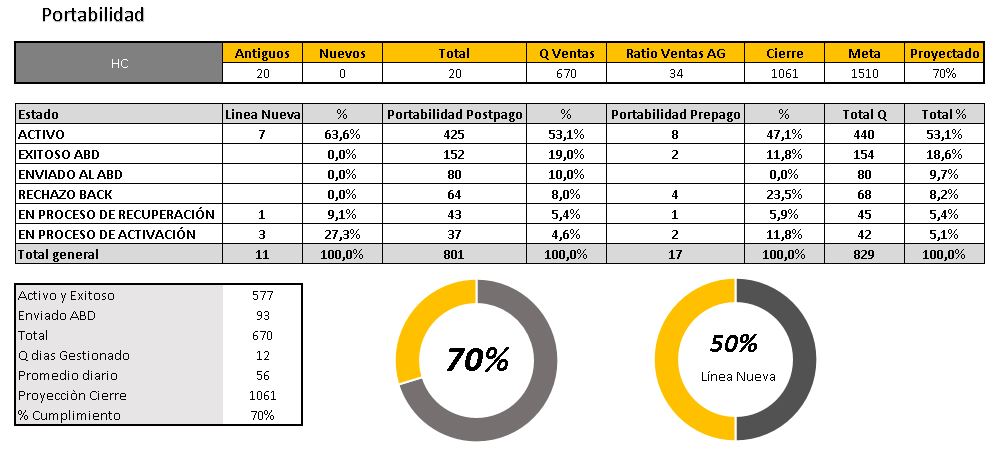 Portabilidad
HC Antiguos Nuevos Total Q Ventas Ratio Ventas AG Cierre Meta Proyectado
20 0 20 670 34 1061 1510 70%
Estado Linea Nueva % Portabilidad Postpago % Portabilidad Prepago % Total Q Total %
ACTIVO 7 63,6% 425 53,1% 8 47,1% 440 53,1%
EXITOSO ABD 0,0% 152 19,0% 2 11,8% 154 18,6%
ENVIADO AL ABD 0,0% 80 10,0% 0,0% 80 9,7%
RECHAZO BACK 0,0% 64 8,0% 4 23,5% 68 8,2%
EN PROCESO DE RECUPERACIÓN 1 9,1% 43 5,4% 1 5,9% 45 5,4%
EN PROCESO DE ACTIVACIÓN 3 27,3% 37 4,6% 2 11,8% 42 5,1%
Total general 11 100,0% 801 100,0% 17 100,0% 829 100,0%
Activo y Exitoso 577
Enviado ABD 93
Total 670
Q dias Gestionado 12
Promedio diario 56
Proyecciòn Cierre 1061
% Cumplimiento 70%
70%
50%
Línea Nueva